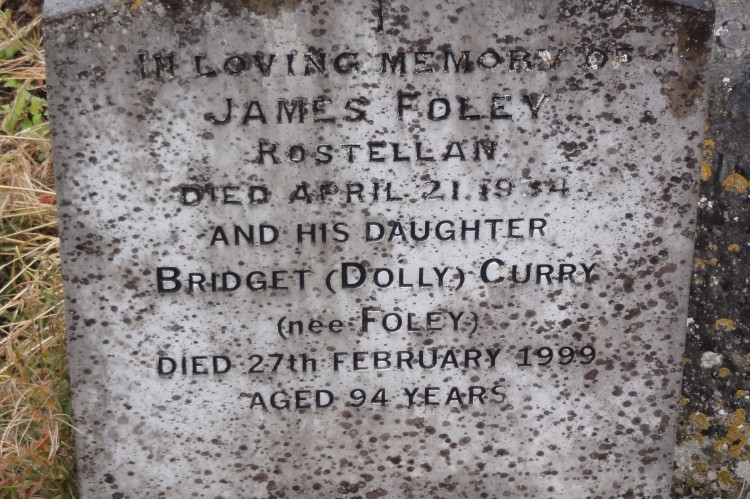 IN LOVING MEMORY OF
JAMES FOLEY
ROSTELLAN
DIED APRIL 21.1934
AND HIS DAUGHTER
BRIDGET (DOLLY) CURRY
(nee FOLEY)
DIED 27th FEBRUARY 1999
AGED 94 YEARS